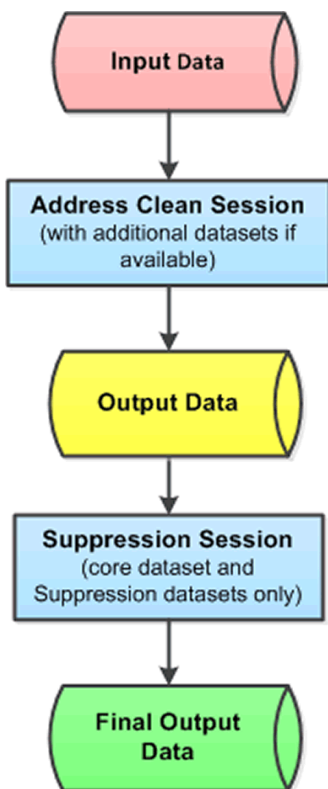 Input Data
Address Clean Session
(with additional datasets if
available)
Output Data
Suppression Session
(core dataset and
Suppression datasets only)
Final Output
Data